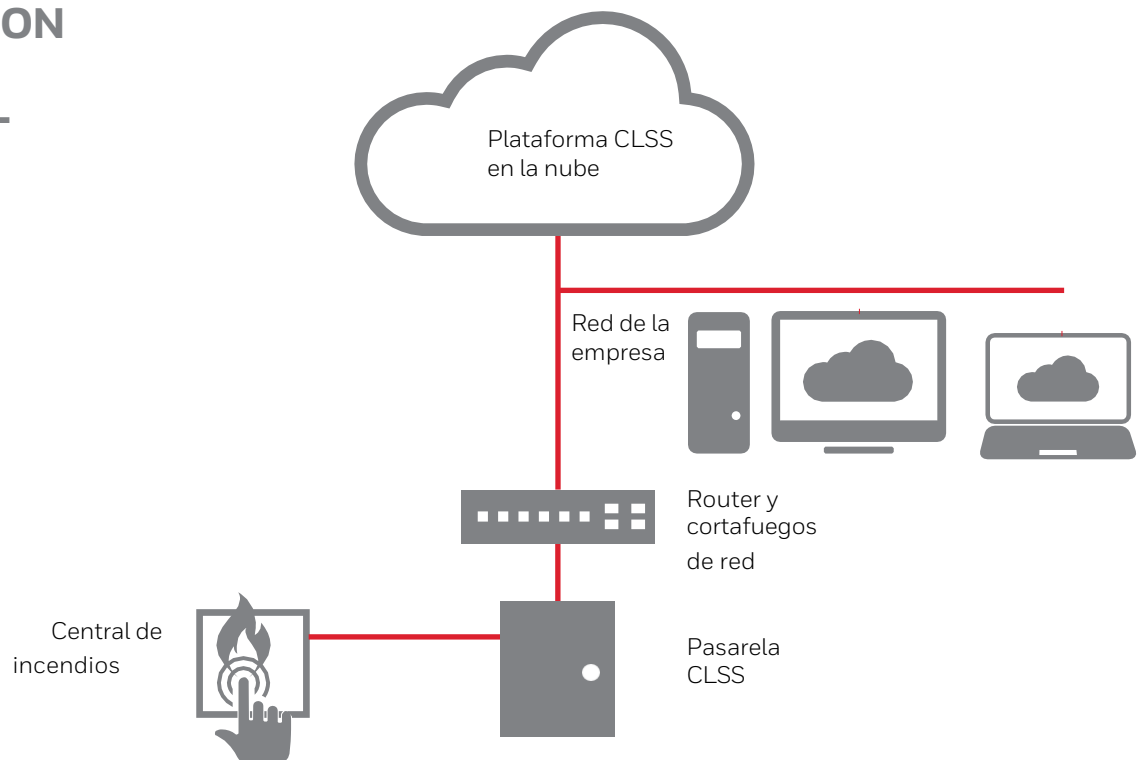 ON
Plataforma CLSS
en la nube
Red de la
empresa
Router y
cortafuegos
de red
Central de
incendios
Pasarela
CLSS